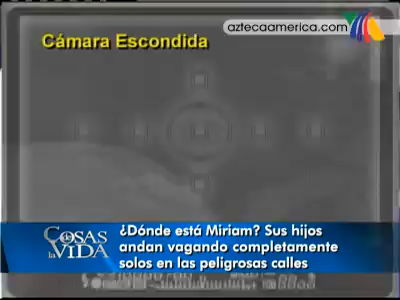 aztecaamerica.com
Cámara Escondida
Cosas
de
la VIDA
¿Dónde está Miriam? Sus hijos
andan vagando completamente
solos en las peligrosas calles